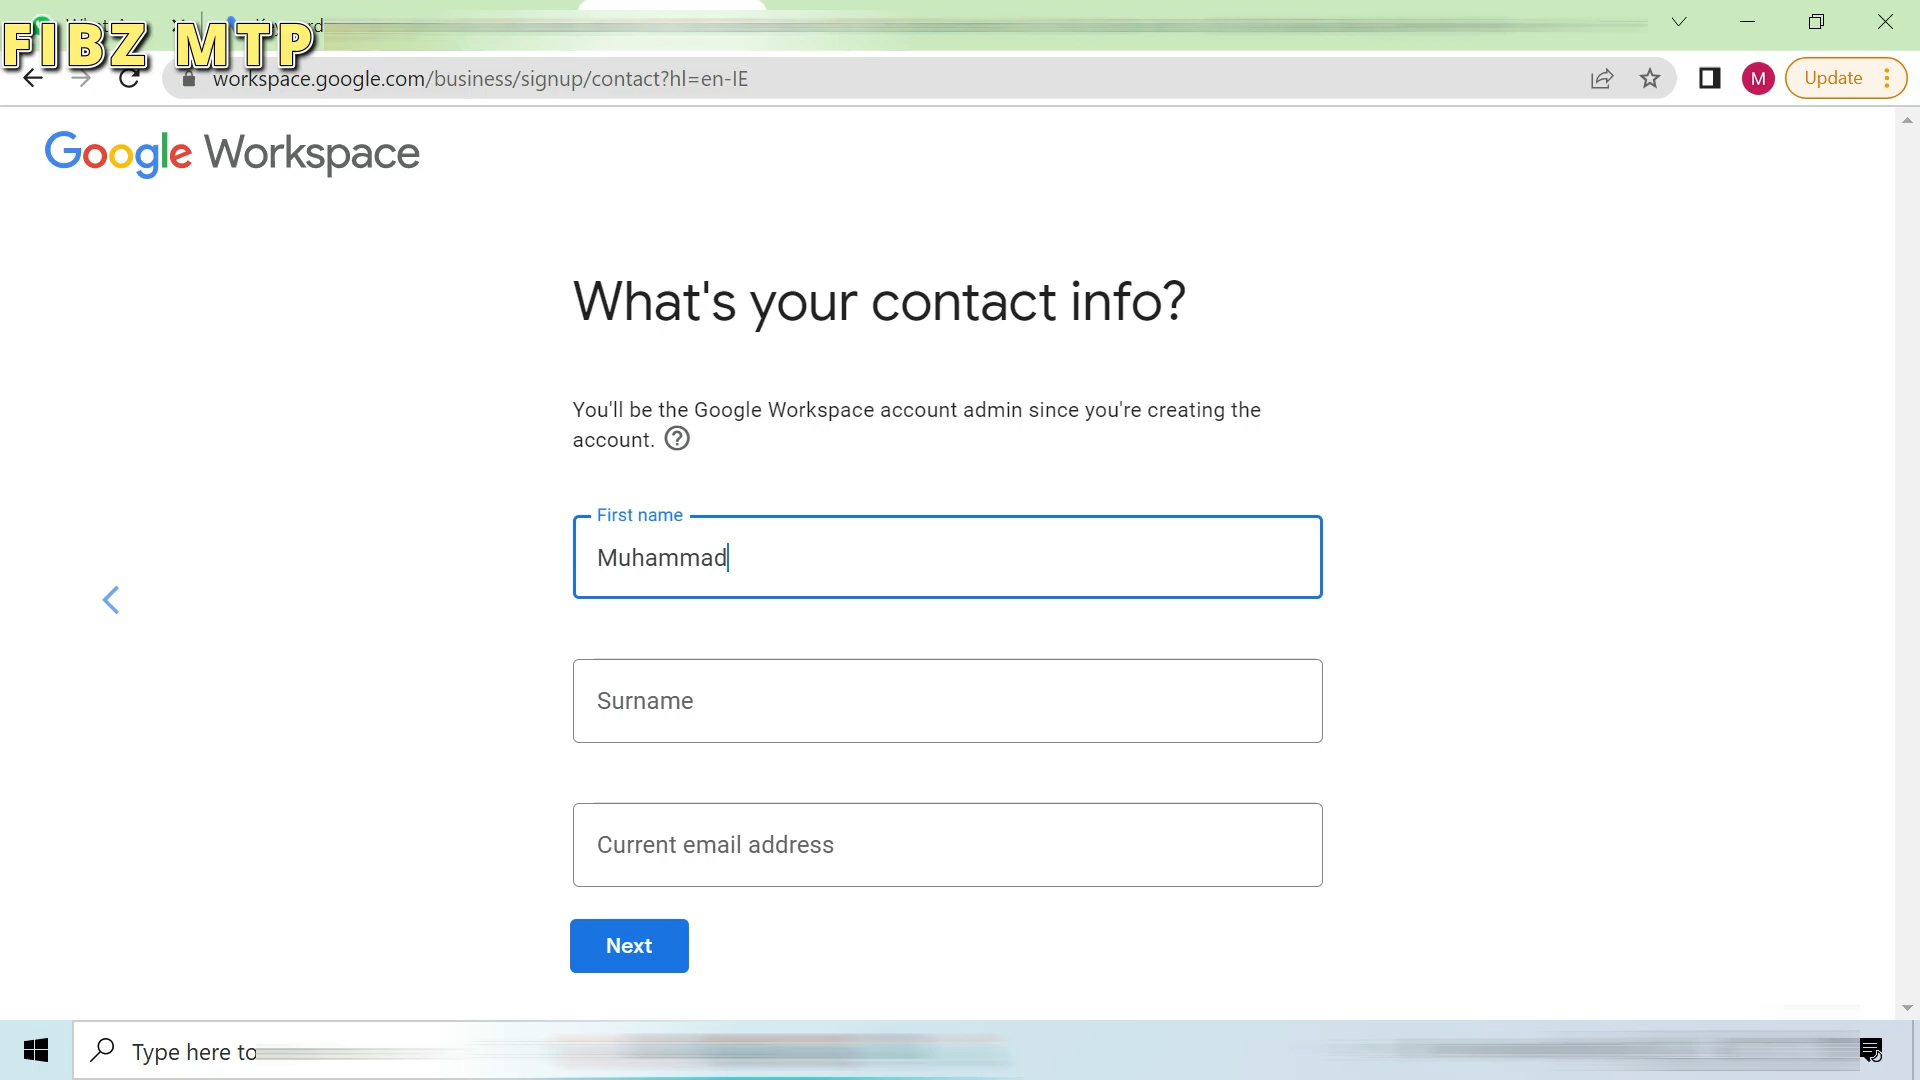 FIBZ MTP
workspace.google.com/business/signup/contact?hl=en-IE
M
Update
Google Workspace
What's your contact info?
You'll be the Google Workspace account admin since you're creating the
account.
First name
Muhammad
Surname
Current email address
Next
Type here to